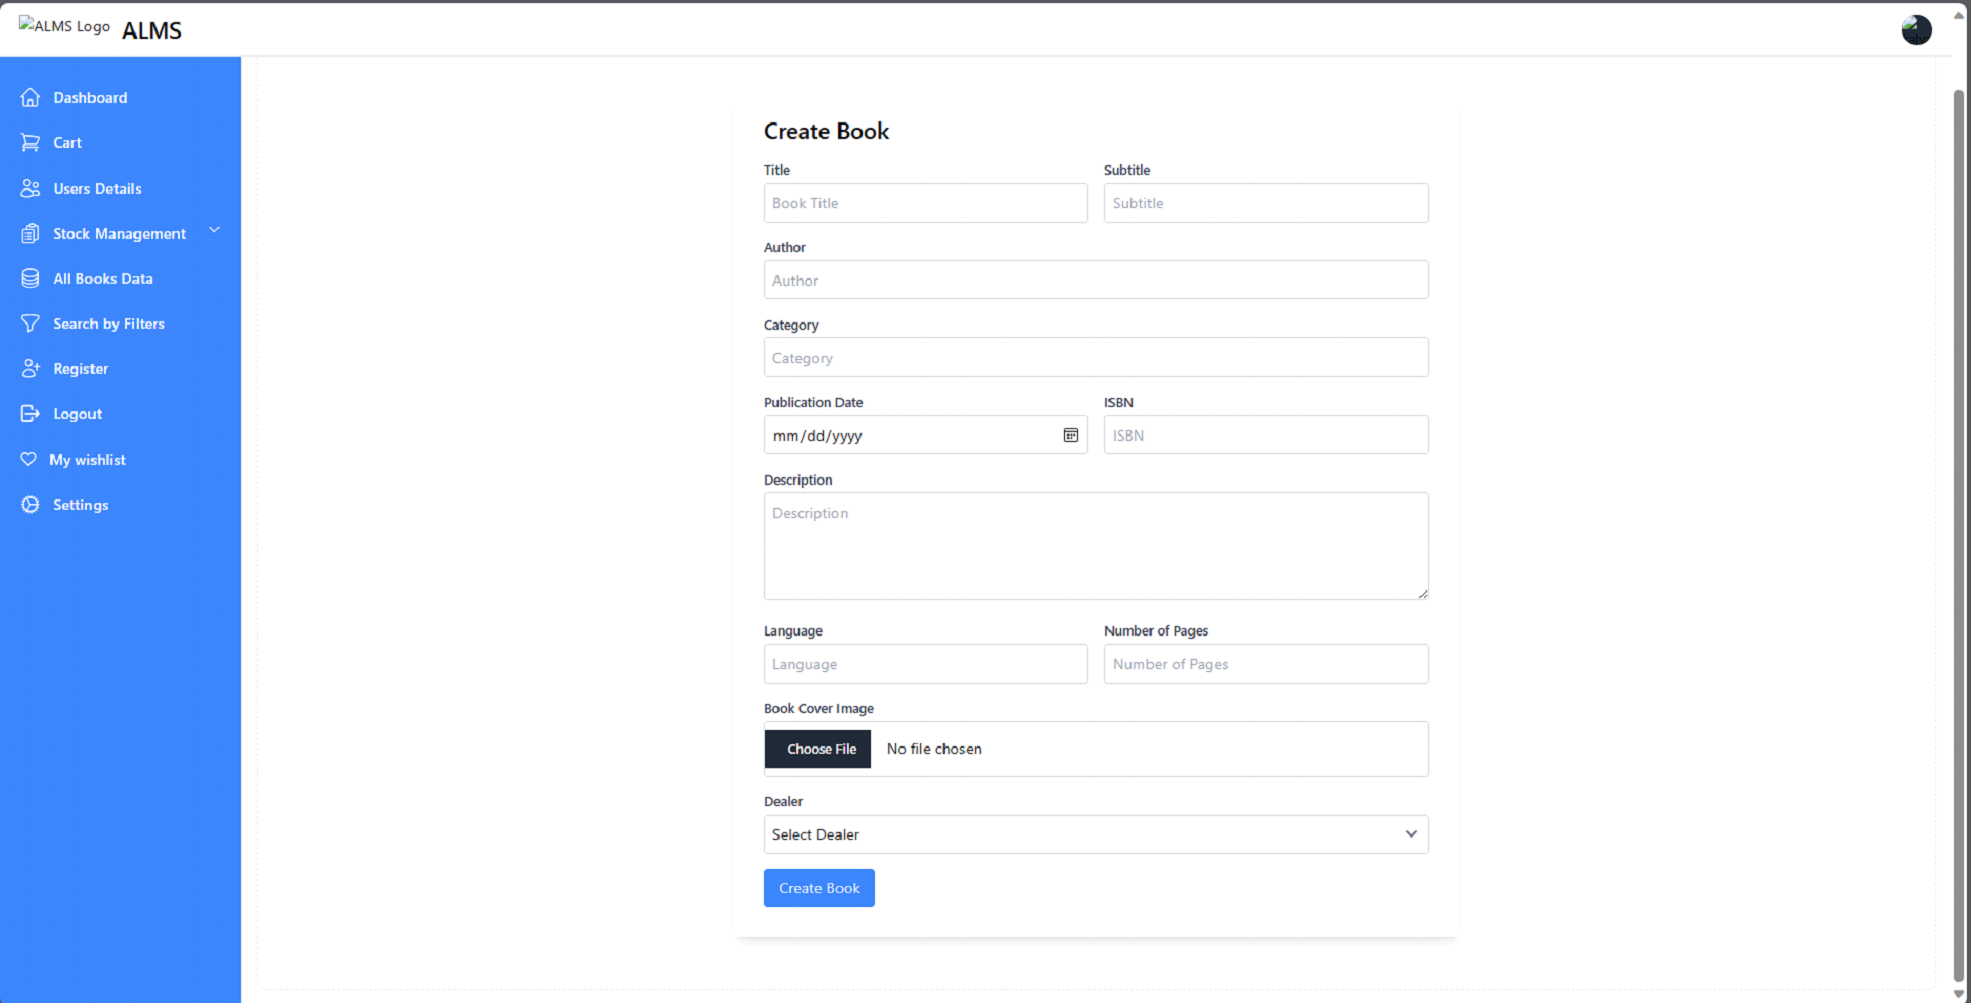 ALMS Logo ALMS
Dashboard
Cart
Users Details
Stock Management
All Books Data
Search by Filters
Register
Logout
My wishlist
Settings
Create Book
Title Subtitle
Book Title Subtitle
Author
Author
Category
Category
Publication Date ISBN
mm/dd/yyyy ISBN
Description
Description
Language Number of Pages
Language Number of Pages
Book Cover Image
Choose File No file chosen
Dealer
Select Dealer
Create Book